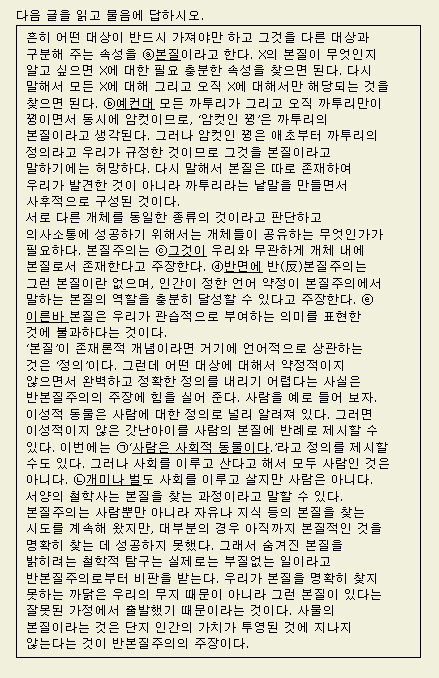 다음 글을 읽고 물음에 답하시오.
흔히 어떤 대상이 반드시 가져야만 하고 그것을 다른 대상과
구분해 주는 속성을 ⓐ본질이라고 한다. X의 본질이 무엇인지
알고 싶으면 X에 대한 필요 충분한 속성을 찾으면 된다. 다시
말해서 모든 X에 대해 그리고 오직 X에 대해서만 해당되는 것을
찾으면 된다. ⓑ예컨대 모든 까투리가 그리고 오직 까투리만이
꿩이면서 동시에 암컷이므로, ‘암컷인 꿩’은 까투리의
본질이라고 생각된다. 그러나 암컷인 꿩은 애초부터 까투리의
정의라고 우리가 규정한 것이므로 그것을 본질이라고
말하기에는 허망하다. 다시 말해서 본질은 따로 존재하여
우리가 발견한 것이 아니라 까투리라는 낱말을 만들면서
사후적으로 구성된 것이다.
서로 다른 개체를 동일한 종류의 것이라고 판단하고
의사소통에 성공하기 위해서는 개체들이 공유하는 무엇인가가
필요하다. 본질주의는 ⓒ그것이 우리와 무관하게 개체 내에
본질로서 존재한다고 주장한다. ⓓ반면에 반(反)본질주의는
그런 본질이란 없으며, 인간이 정한 언어 약정이 본질주의에서
말하는 본질의 역할을 충분히 달성할 수 있다고 주장한다. ⓔ
이른바 본질은 우리가 관습적으로 부여하는 의미를 표현한
것에 불과하다는 것이다.
‘본질’이 존재론적 개념이라면 거기에 언어적으로 상관하는
것은 ‘정의’이다. 그런데 어떤 대상에 대해서 약정적이지
않으면서 완벽하고 정확한 정의를 내리기 어렵다는 사실은
반본질주의의 주장에 힘을 실어 준다. 사람을 예로 들어 보자.
이성적 동물은 사람에 대한 정의로 널리 알려져 있다. 그러면
이성적이지 않은 갓난아이를 사람의 본질에 반례로 제시할 수
있다. 이번에는 ㉠‘사람은 사회적 동물이다.’라고 정의를 제시할
수도 있다. 그러나 사회를 이루고 산다고 해서 모두 사람인 것은
아니다. ㉡개미나 벌도 사회를 이루고 살지만 사람은 아니다.
서양의 철학사는 본질을 찾는 과정이라고 말할 수 있다.
본질주의는 사람뿐만 아니라 자유나 지식 등의 본질을 찾는
시도를 계속해 왔지만, 대부분의 경우 아직까지 본질적인 것을
명확히 찾는 데 성공하지 못했다. 그래서 숨겨진 본질을
밝히려는 철학적 탐구는 실제로는 부질없는 일이라고
반본질주의로부터 비판을 받는다. 우리가 본질을 명확히 찾지
못하는 까닭은 우리의 무지 때문이 아니라 그런 본질이 있다는
잘못된 가정에서 출발했기 때문이라는 것이다. 사물의
본질이라는 것은 단지 인간의 가치가 투영된 것에 지나지
않는다는 것이 반본질주의의 주장이다.